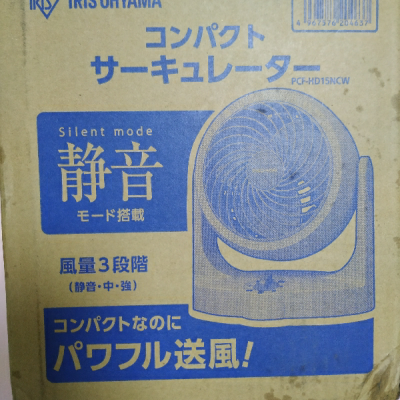 IRIS OHYAMA
コンパクト
サーキュレーター
PCF-HD15NCW
Silent mode
静音
モード搭載
風量3段階
(静音・中・強)
コンパクトなのに
パワフル送風!